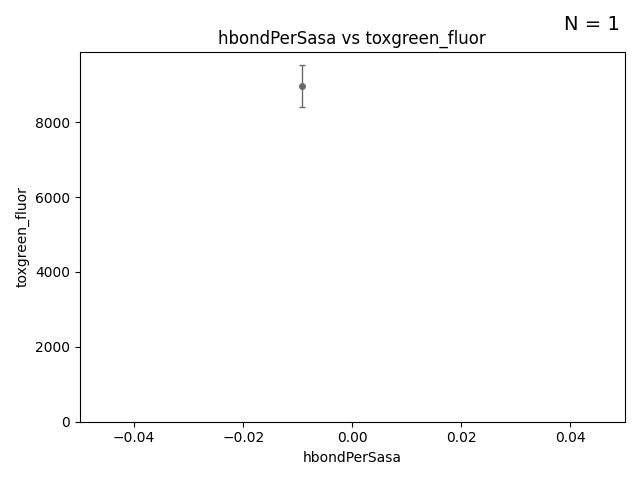 N = 1
hbondPerSasa vs toxgreen_fluor
toxgreen_fluor
8000
6000
4000
2000
0
−0.04 −0.02 0.00 0.02 0.04
hbondPerSasa